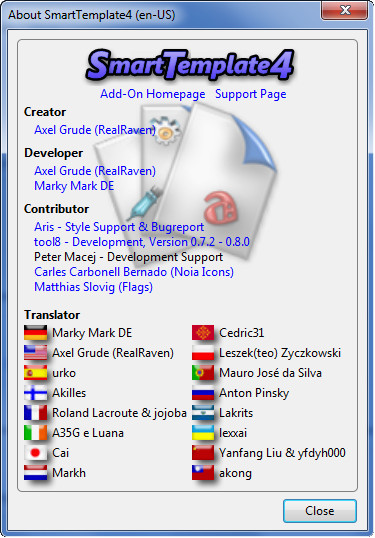 About SmartTemplate4 (en-US)
SmartTemplate4
Add-On Homepage Support Page
Creator
Axel Grude (RealRaven)
Developer
Axel Grude (RealRaven)
Marky Mark DE
Contributor
Aris - Style Support & Bugreport
tool8 - Development, Version 0.7.2 - 0.8.0
Peter Macej - Development Support
Carles Carbonell Bernado (Noia Icons)
Matthias Slovig (Flags)
Translator
Marky Mark DE Cedric31
Axel Grude (RealRaven) Leszek(teo) Zyczkowski
urko Mauro José da Silva
Akilles Anton Pinsky
Roland Lacroute & jojoba Lakrits
A35G e Luana lexxai
Cai Yanfang Liu & yfdyh000
Markh akong
Close